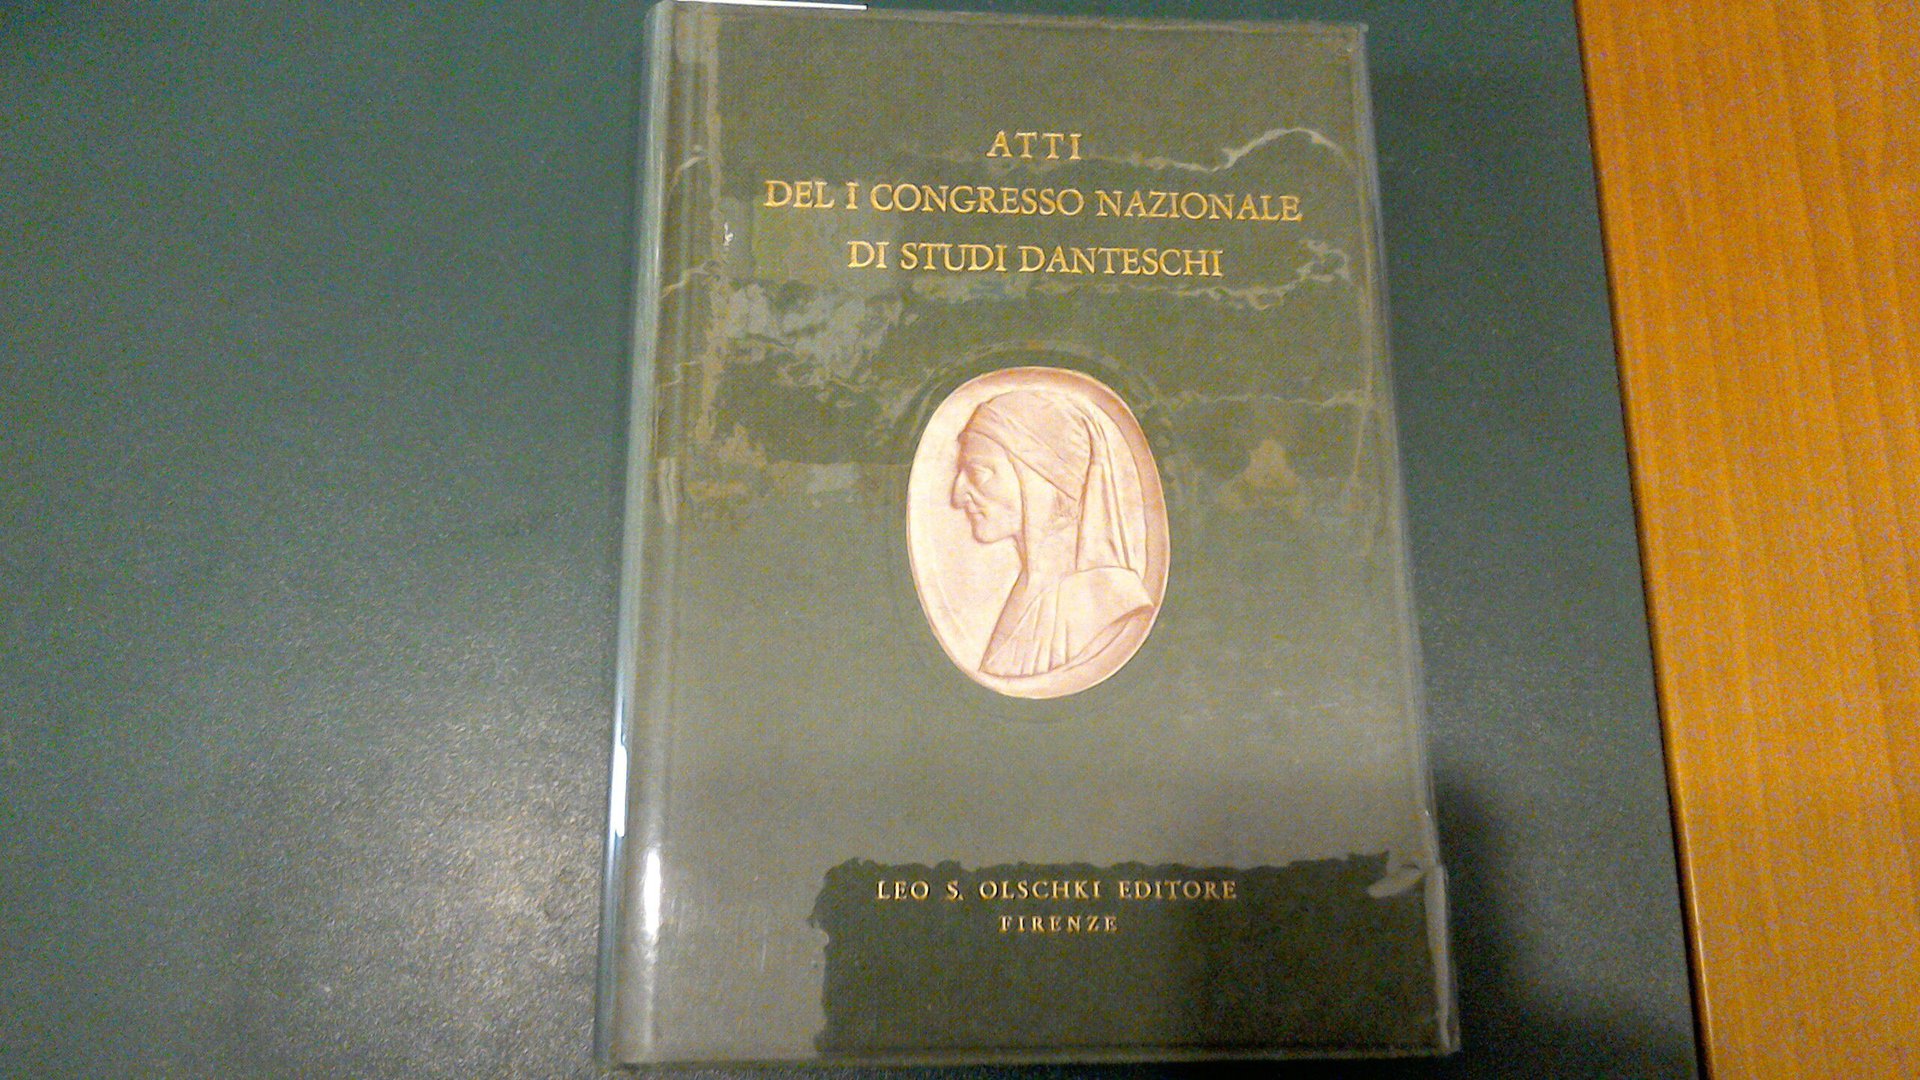 ATTI
DEL I CONGRESSO NAZIONALE
DI STUDI DANTESCHI
LEO S. OLSCHKI EDITORE
FIRENZE